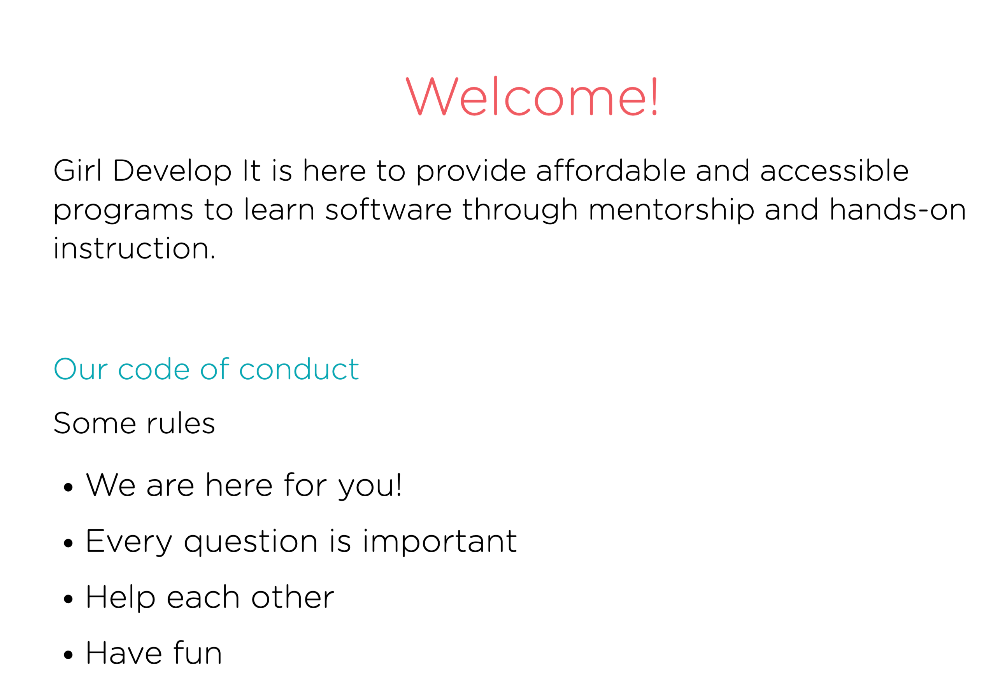 Welcome!
Girl Develop It is here to provide affordable and accessible
programs to learn software through mentorship and hands-on
instruction.
Our code of conduct
Some rules
• We are here for you!
• Every question is important
• Help each other
• Have fun